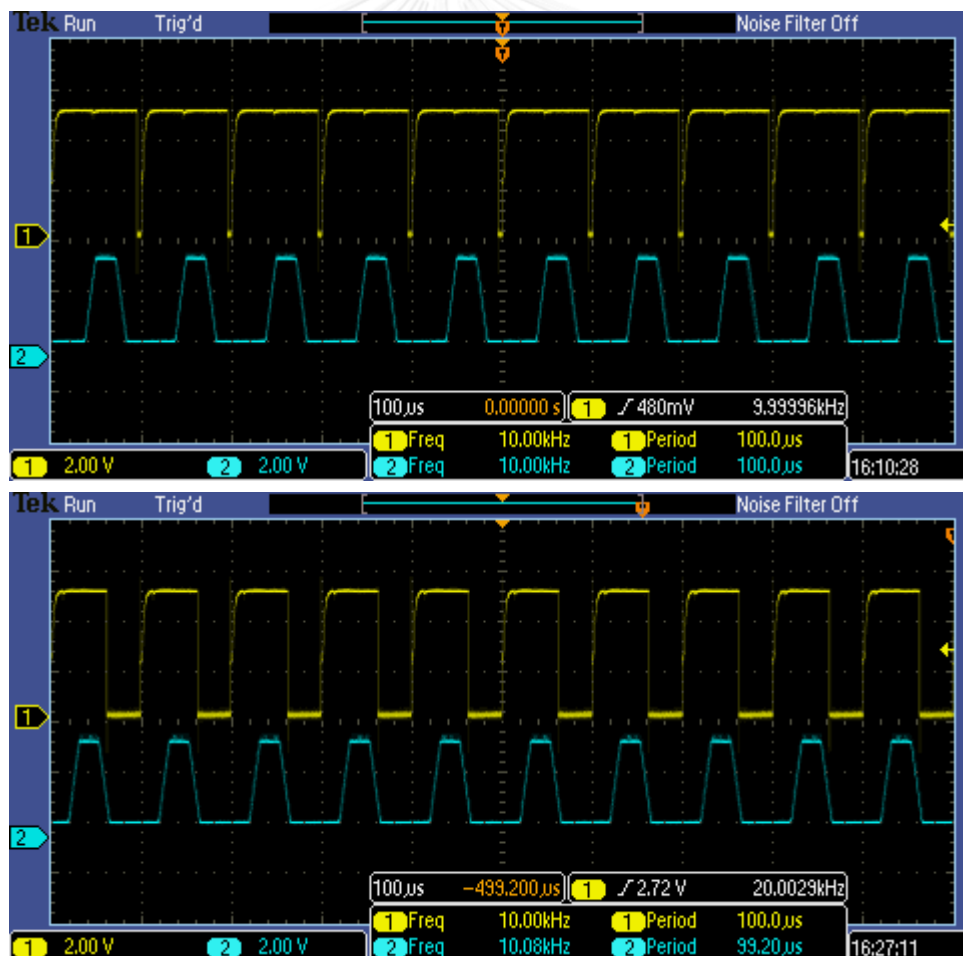 Tek Run Trig'd Noise Filter Off
T
T
1
2
100µs 0.00000 s 1 480mV 9.99996kHz
1 Freq 10.00kHz 1 Period 100.0µs
1 2.00 V 2 2.00 V 2 Freq 10.00kHz 2 Period 100.0µs 16:10:28
Tek Run Trig'd Noise Filter Off
1
2
100µs -499.200µs 1 2.72 V 20.0029kHz
1 Freq 10.00kHz 1 Period 100.0µs
1 2.00 V 2 2.00 V 2 Freq 10.08kHz 2 Period 99.20µs 16:27:11